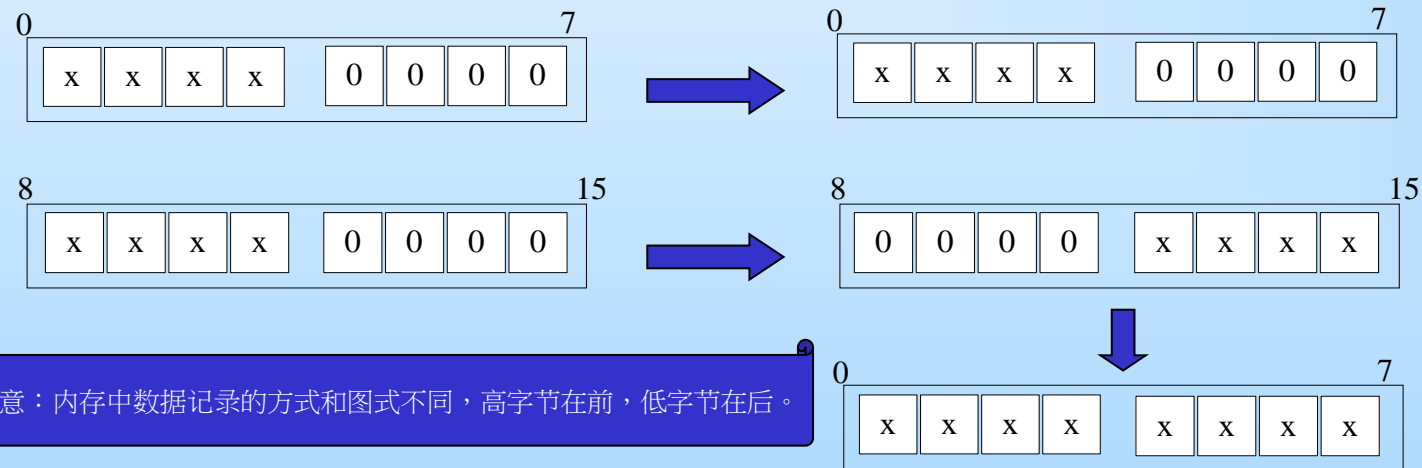 0 7 0 7
x x x x 0 0 0 0 x x x x 0 0 0 0
8 15 8 15
x x x x 0 0 0 0 0 0 0 0 x x x x
意：内存中数据记录的方式和图式不同，高字节在前，低字节在后。
0 7
x x x x x x x x